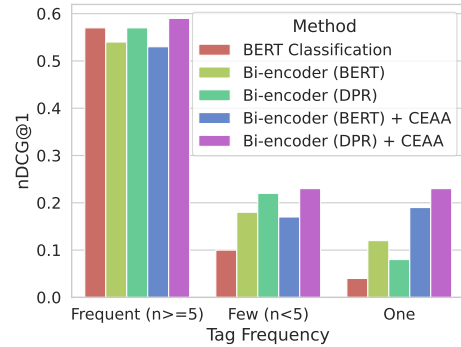 nDCG@1
0.6
0.5
0.4
0.3
0.2
0.1
0.0
Method
BERT Classification
Bi-encoder (BERT)
Bi-encoder (DPR)
Bi-encoder (BERT) + CEAA
Bi-encoder (DPR) + CEAA
Frequent (n>=5)
Few (n<5)
One
Tag Frequency